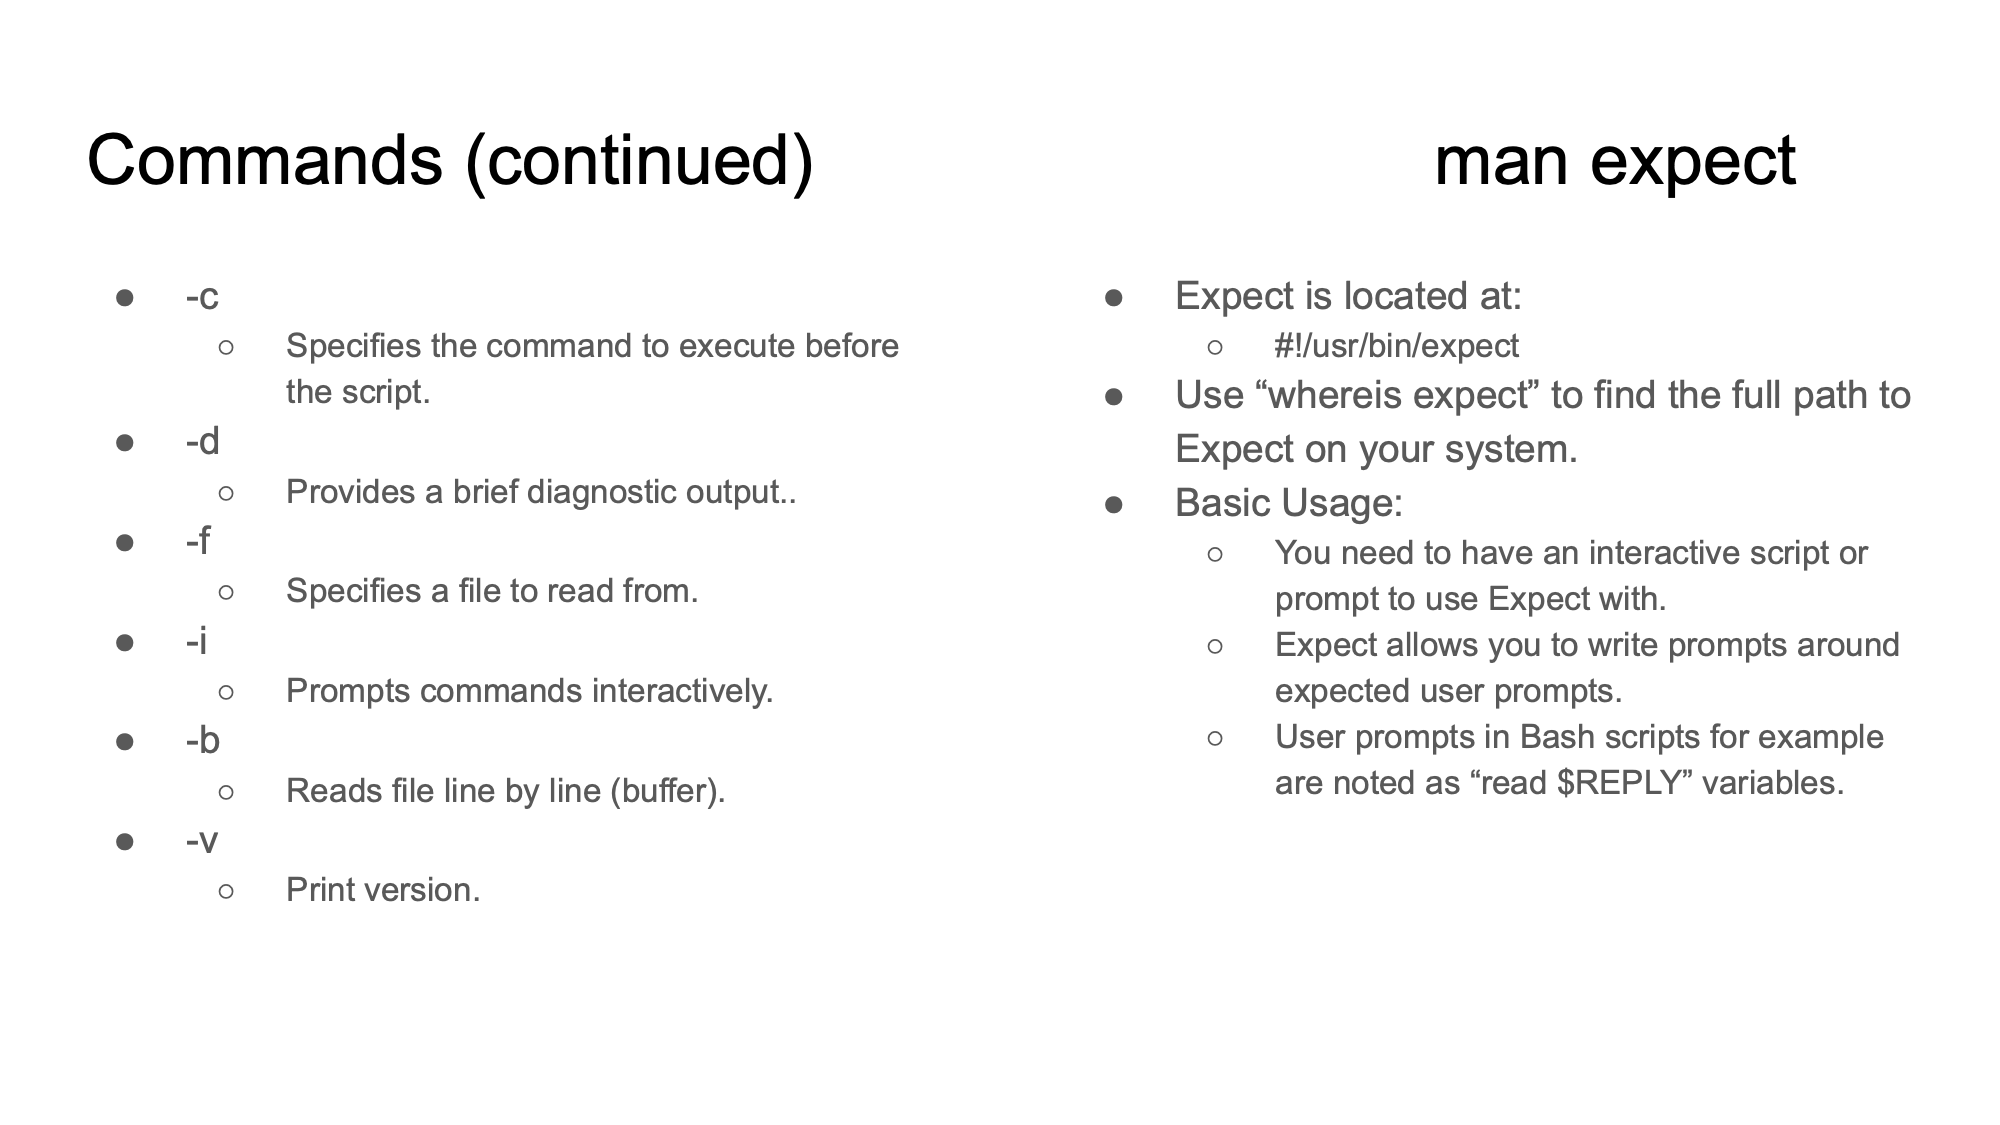 Commands (continued)
● -c
○ Specifies the command to execute before
the script.
● -d
○ Provides a brief diagnostic output..
● -f
○ Specifies a file to read from.
● -i
○ Prompts commands interactively.
● -b
○ Reads file line by line (buffer).
● -v
○ Print version.
man expect
● Expect is located at:
○ #!/usr/bin/expect
● Use “whereis expect” to find the full path to
Expect on your system.
● Basic Usage:
○ You need to have an interactive script or
prompt to use Expect with.
○ Expect allows you to write prompts around
expected user prompts.
○ User prompts in Bash scripts for example
are noted as “read $REPLY” variables.